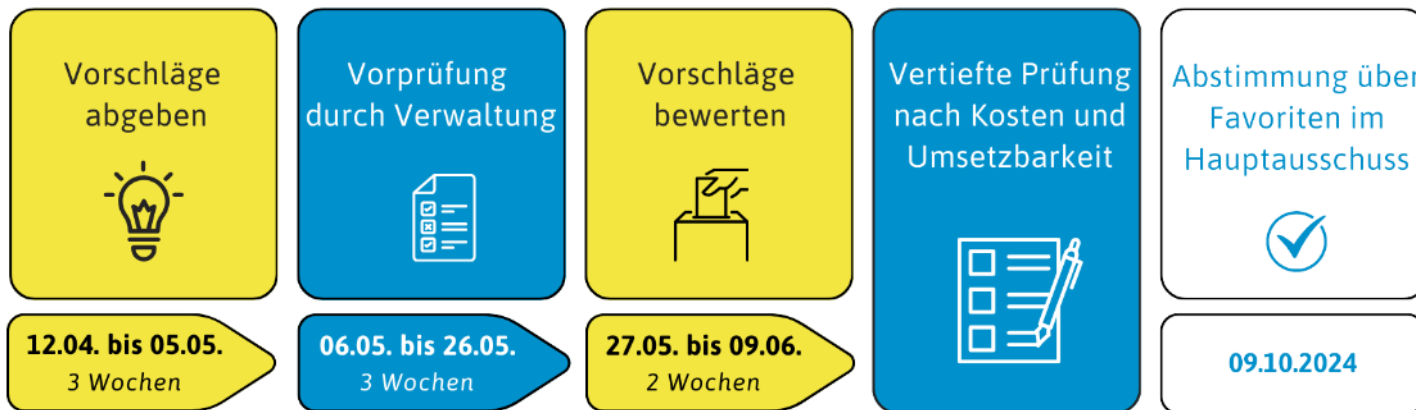 Vorschläge
abgeben
12.04. bis 05.05.
3 Wochen
Vorprüfung
durch Verwaltung
06.05. bis 26.05.
3 Wochen
Vorschläge
bewerten
27.05. bis 09.06.
2 Wochen
Vertiefte Prüfung
nach Kosten und
Umsetzbarkeit
Abstimmung über
Favoriten im
Hauptausschuss
09.10.2024